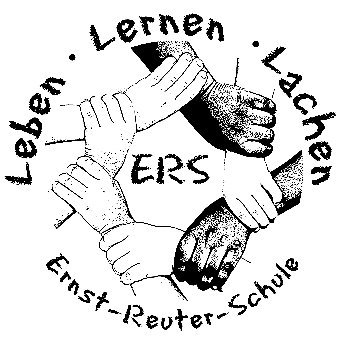 Leben · Lernen · Lachen
ERS
Ernst-Reuter-Schule